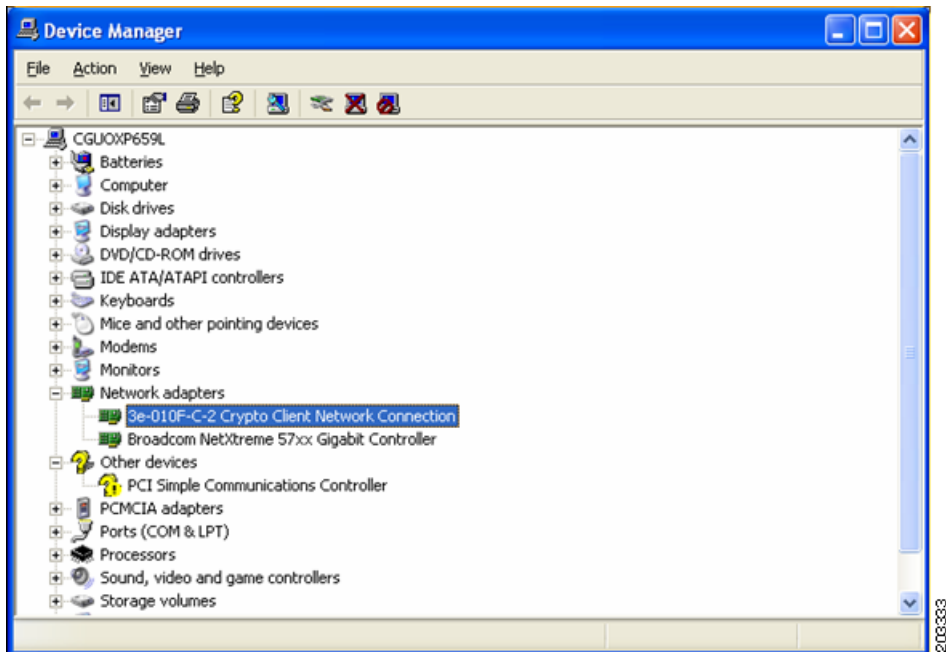 Device Manager
File Action View Help
CGUOXP659L
Batteries
Computer
Disk drives
Display adapters
DVD/CD-ROM drives
IDE ATA/ATAPI controllers
Keyboards
Mice and other pointing devices
Modems
Monitors
Network adapters
3e-010F-C-2 Crypto Client Network Connection
Broadcom NetXtreme 57xx Gigabit Controller
Other devices
PCI Simple Communications Controller
PCMCIA adapters
Ports (COM & LPT)
Processors
Sound, video and game controllers
Storage volumes
203333